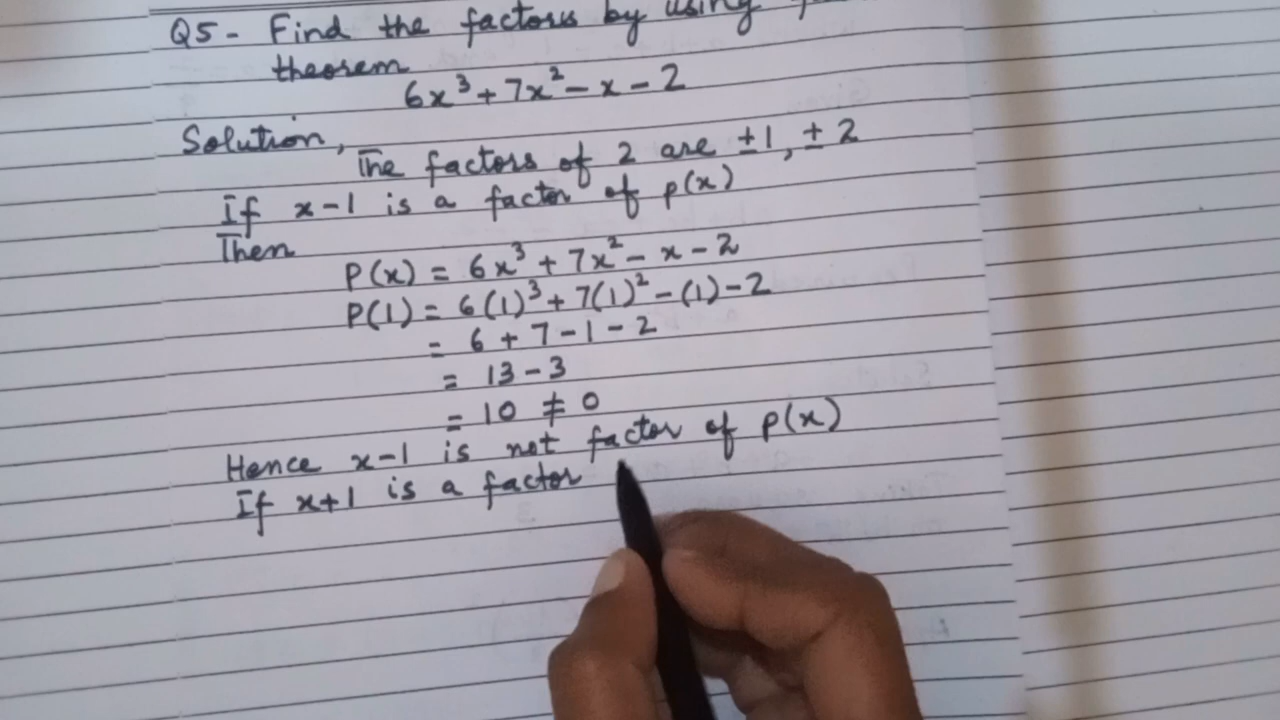 Q5 - Find the factors by using
theorem
6x³ + 7x² - x - 2
Solution,
The factors of 2 are ±1, ± 2
If x-1 is a factor of p(x)
Then
P(x) = 6x³ + 7x² - x - 2
P(1) = 6(1)³ + 7(1)² - (1) - 2
= 6 + 7 - 1 - 2
= 13 - 3
= 10 ≠ 0
Hence x-1 is not factor of p(x)
If x+1 is a factor